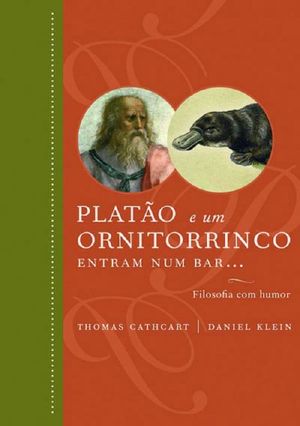 PLATÃO e um
ORNITORRINCO
ENTRAM NUM BAR...
Filosofia com humor
THOMAS CATHCART | DANIEL KLEIN